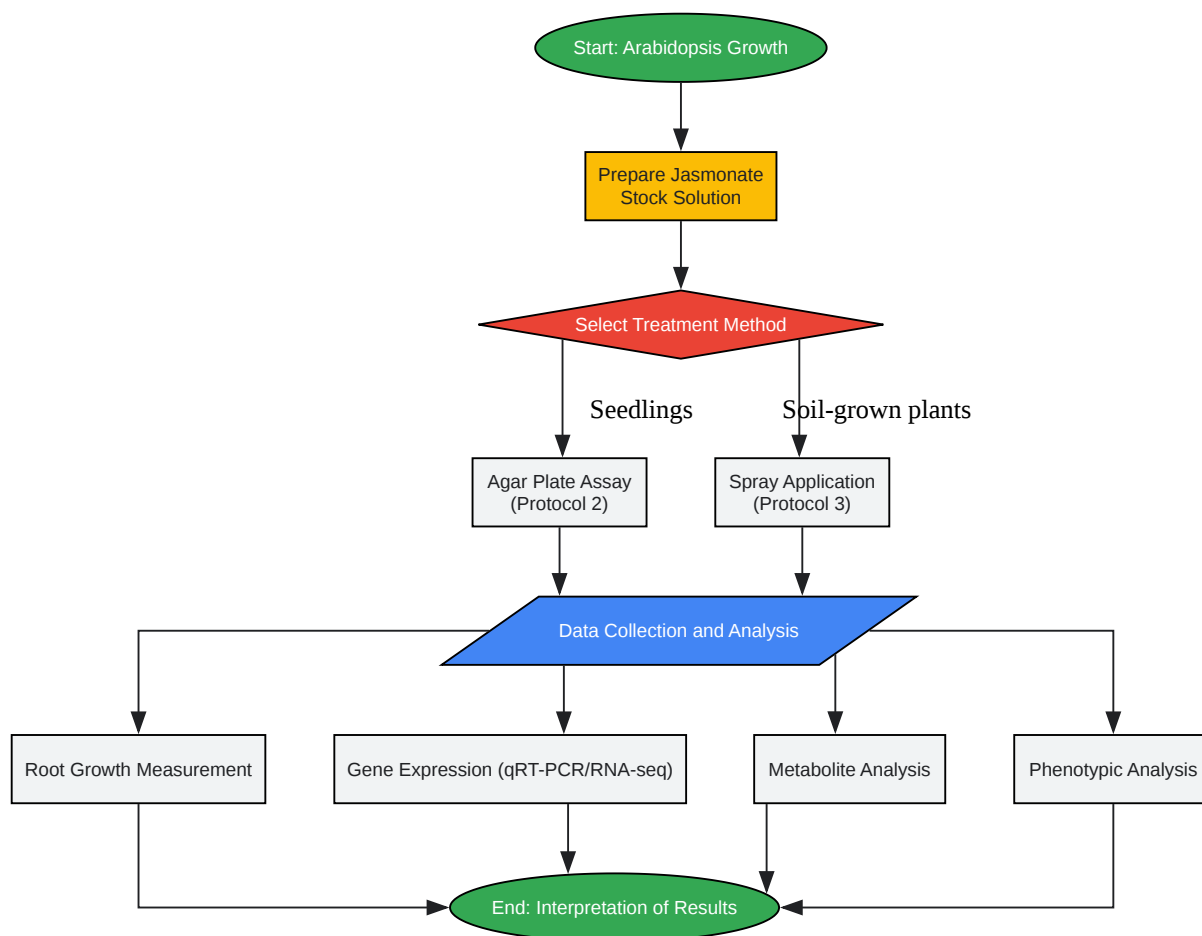 Start: Arabidopsis Growth
Prepare Jasmonate
Stock Solution
Select Treatment Method
Seedlings
Soil-grown plants
Agar Plate Assay
(Protocol 2)
Spray Application
(Protocol 3)
Data Collection and Analysis
Root Growth Measurement
Gene Expression (qRT-PCR/RNA-seq)
Metabolite Analysis
Phenotypic Analysis
End: Interpretation of Results